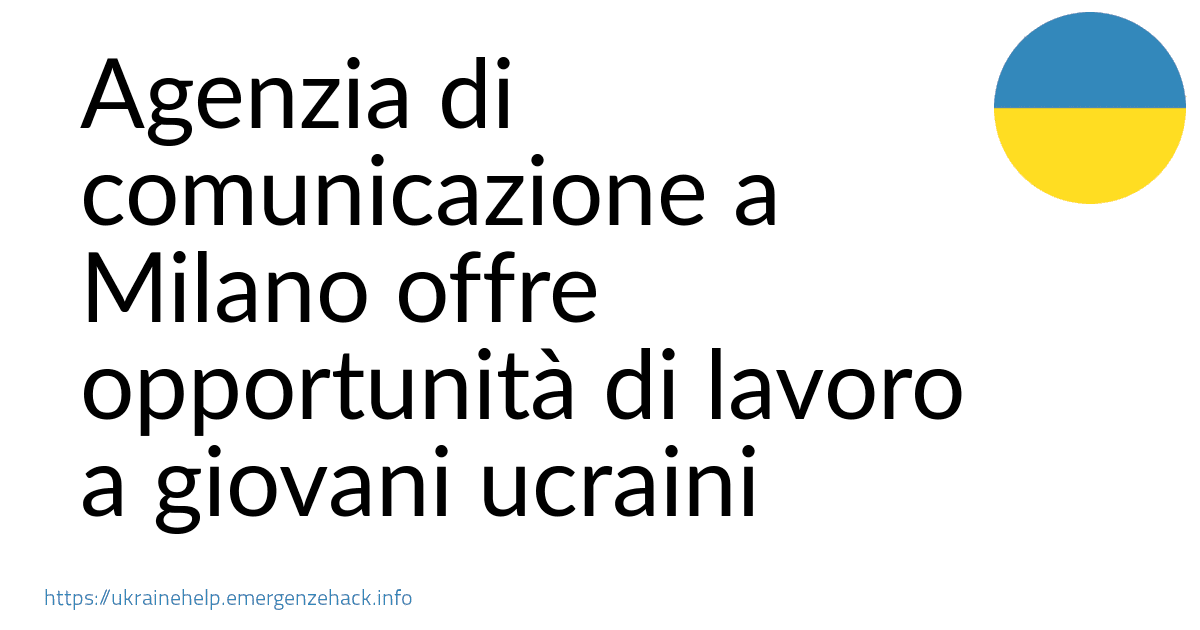 Agenzia di
comunicazione a
Milano offre
opportunità di lavoro
a giovani ucraini
https://ukrainehelp.emergenzehack.info